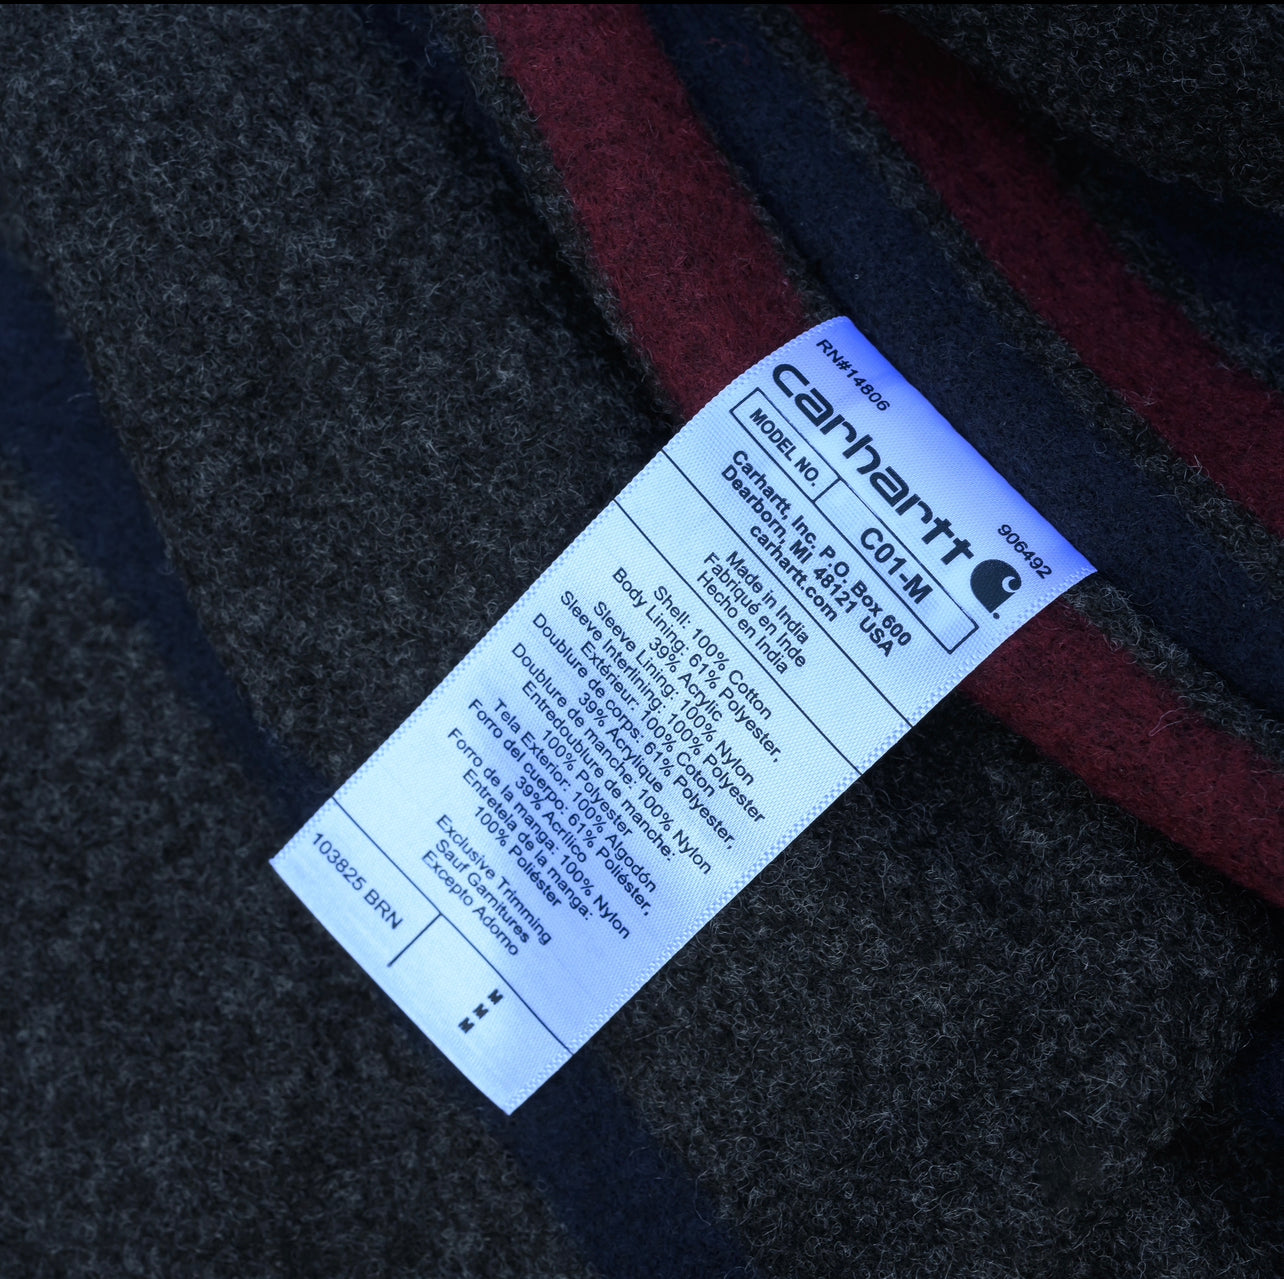 RN#14806 906492
carhartt
MODEL NO. C01-M
Carhartt, Inc. P.O. Box 600
Dearborn, MI 48121 USA
carhartt.com
Made in India
Fabriqué en Inde
Hecho en India
Shell: 100% Cotton
Body Lining: 61% Polyester,
39% Acrylic
Sleeve Lining: 100% Nylon
Sleeve Interlining: 100% Polyester
Extérieur: 100% Coton
Doublure de corps: 61% Polyester,
39% Acrylique
Doublure de manche: 100% Nylon
Entredoublure de manche:
100% Polyester
Tela Exterior: 100% Algodón
Forro del cuerpo: 61% Poliéster,
39% Acrílico
Forro de la manga: 100% Nylon
Entretela de la manga:
100% Poliéster
Exclusive Trimming
Sauf Garnitures
Excepto Adorno
103825 BRN
M
M
M